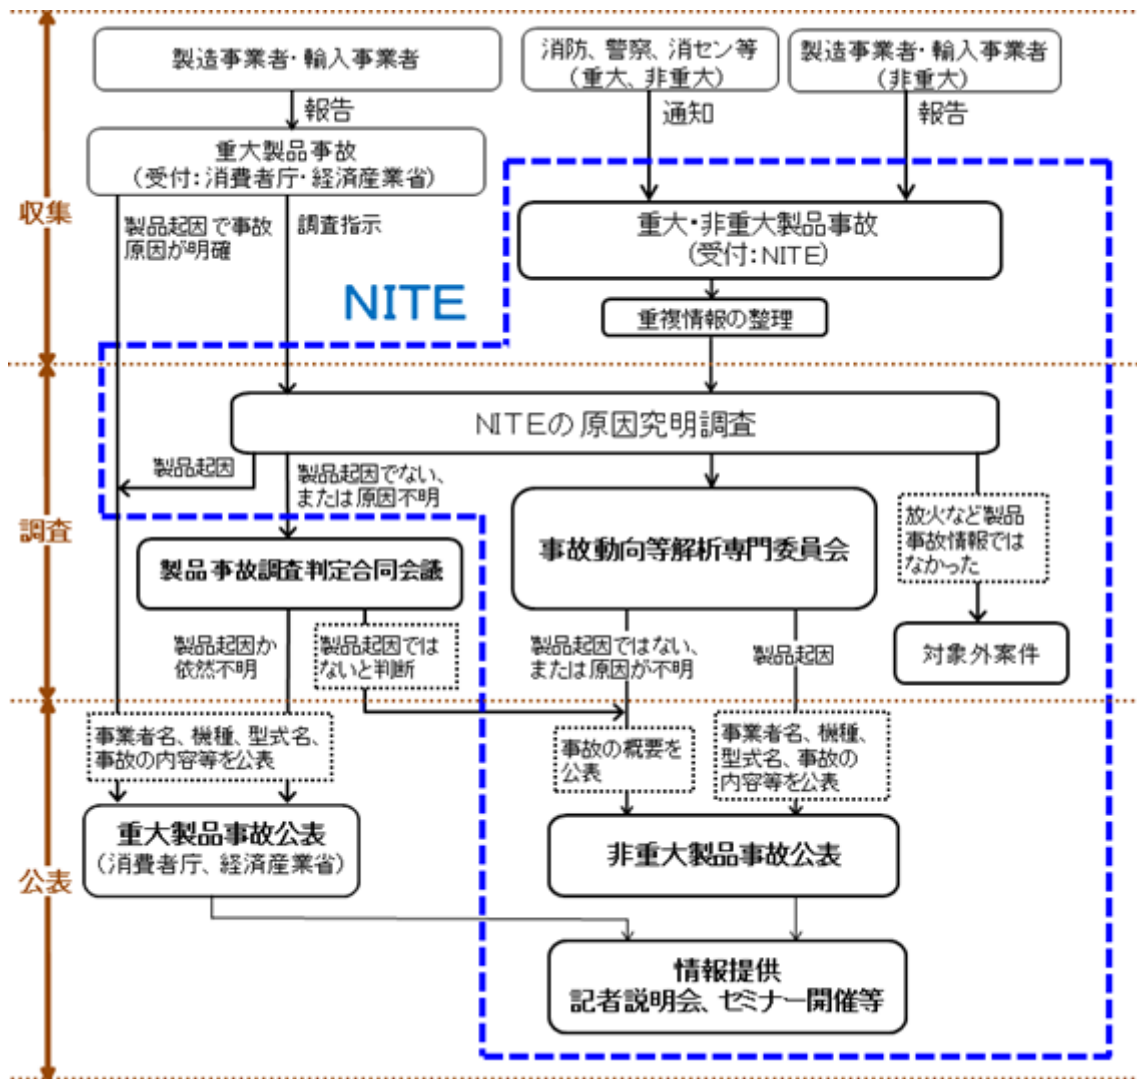 製造事業者・輸入事業者
消防、警察、消セン等
(重大、非重大)
製造事業者・輸入事業者
(非重大)
報告
通知
報告
重大製品事故
(受付:消費者庁・経済産業省)
収集
製品起因で事故
原因が明確
調査指示
重大・非重大製品事故
(受付:NITE)
NITE
重複情報の整理
NITEの原因究明調査
製品起因
製品起因でない、
または原因不明
調査
事故動向等解析専門委員会
放火など製品
事故情報では
なかった
製品事故調査判定合同会議
製品起因か
依然不明
製品起因では
ないと判断
製品起因ではない、
または原因が不明
製品起因
対象外案件
事業者名、機種、型式名、
事故の内容等を公表
事故の概要を
公表
事業者名、機種、
型式名、事故の
内容等を公表
重大製品事故公表
(消費者庁、経済産業省)
非重大製品事故公表
公表
情報提供
記者説明会、セミナー開催等